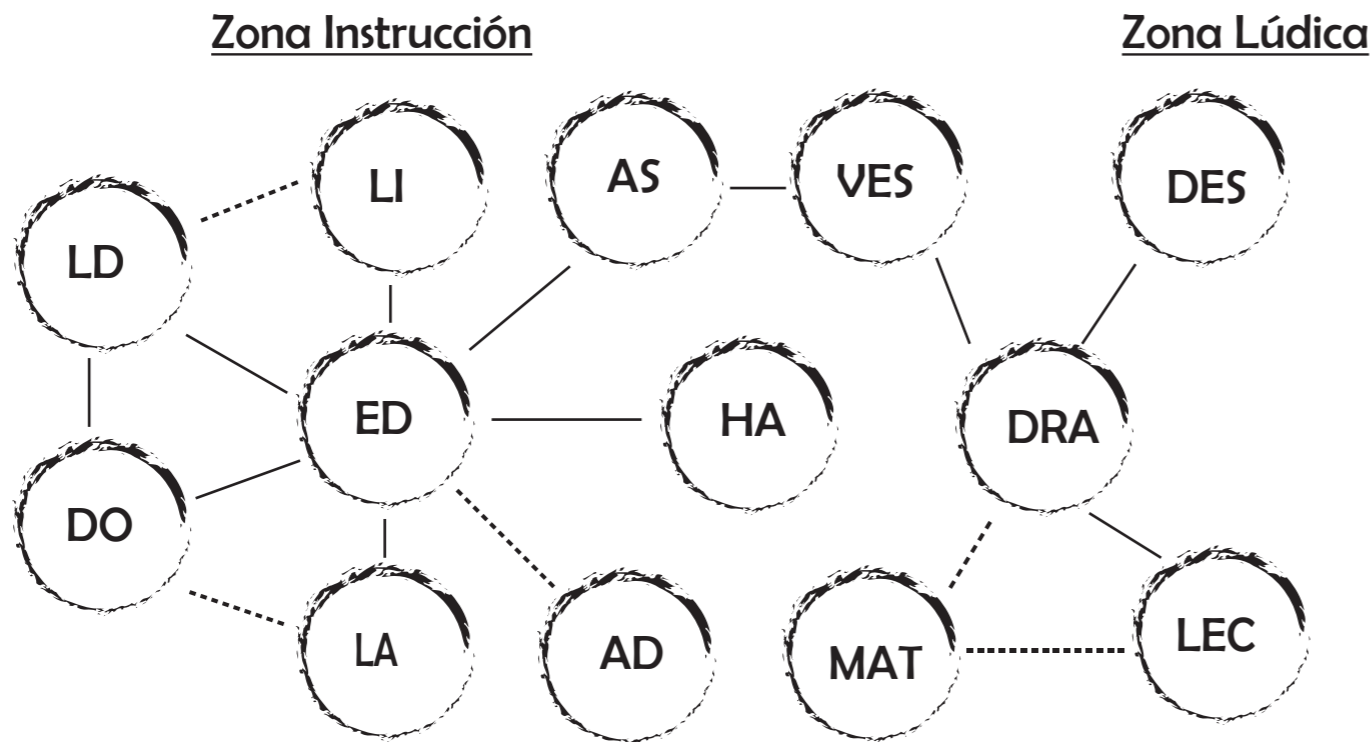 Zona Instrucción
Zona Lúdica
LI
AS
VES
DES
LD
ED
HA
DRA
DO
LA
AD
MAT
LEC